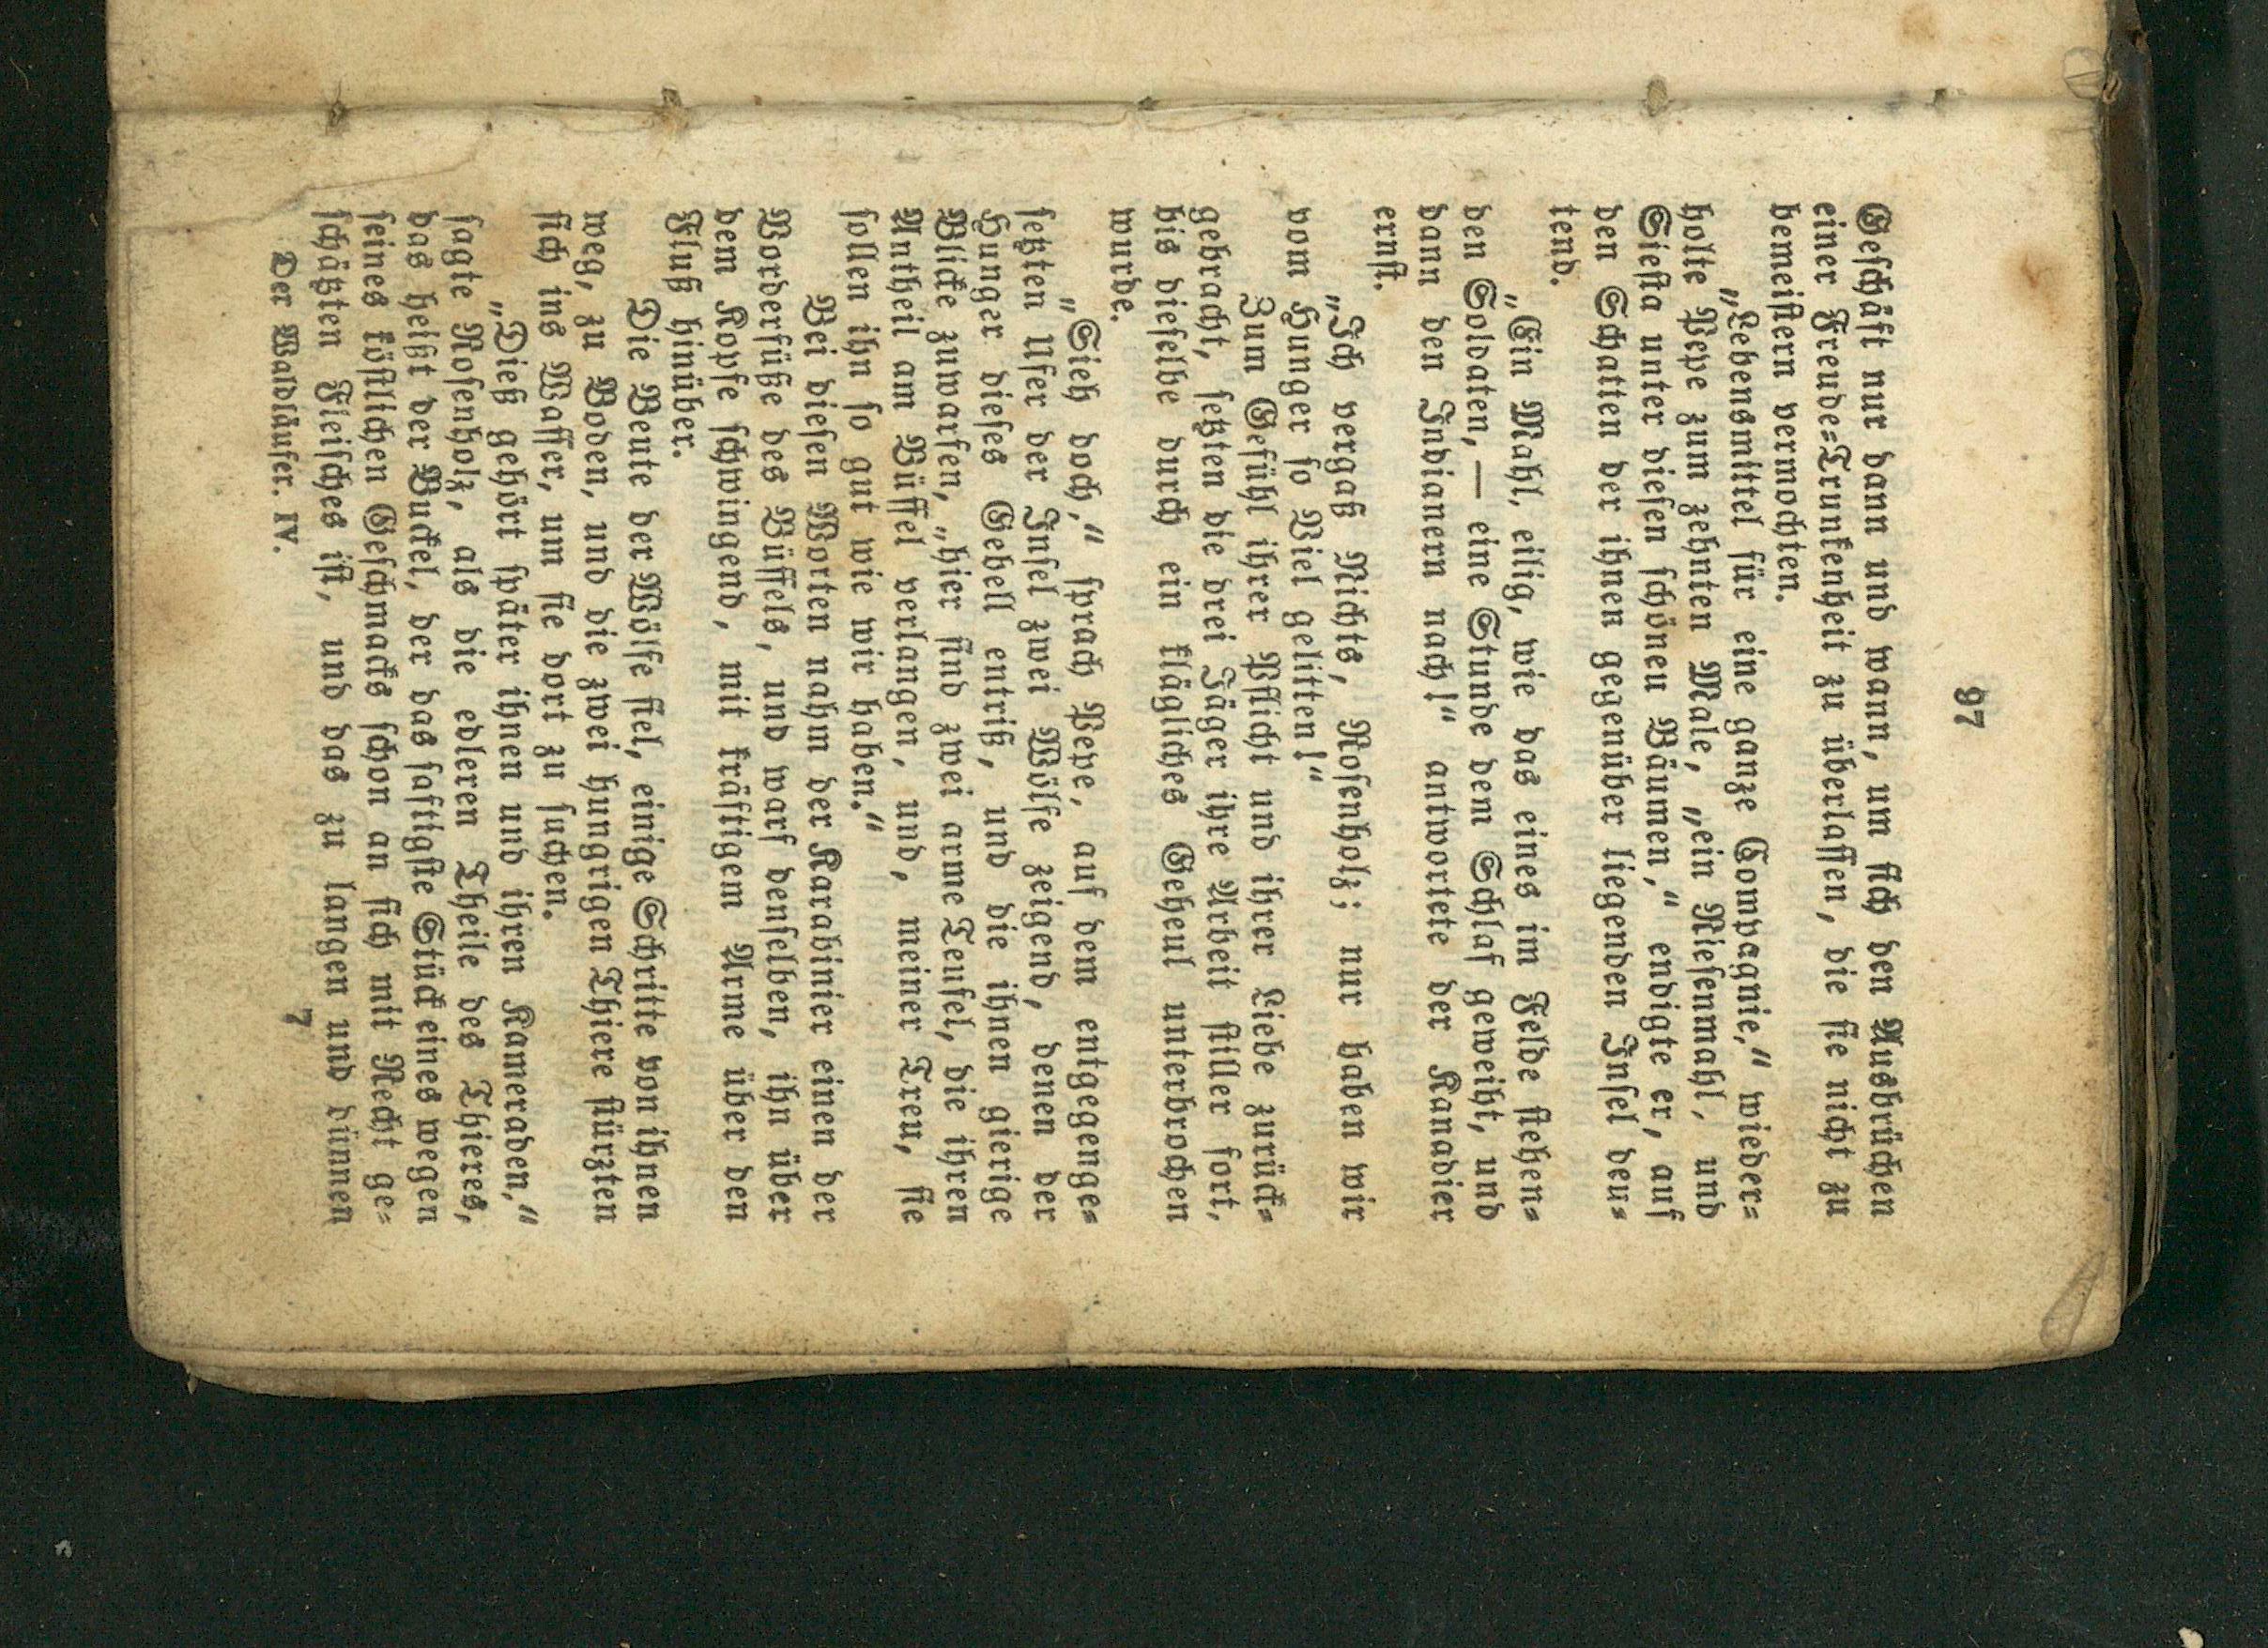 97
Geschäft nur dann und wann, um sich den Ausbrüchen
einer Freude-Trunkenheit zu überlassen, die sie nicht zu
bemeistern vermochten.
„Lebensmittel für eine ganze Compagnie,“ wieder-
holte Pepe zum zehnten Male, „ein Riesenmahl, und
Siesta unter diesen schönen Bäumen,“ endigte er, auf
den Schatten der ihnen gegenüber liegenden Insel deu-
tend.
„Ein Mahl, eilig, wie das eines im Felde stehen-
den Soldaten, — eine Stunde dem Schlaf geweiht, und
dann den Indianern nach!“ antwortete der Kanadier
ernst.
„Ich vergaß Nichts, Rosenholz; nur haben wir
vom Hunger so Viel gelitten!“
Zum Gefühl ihrer Pflicht und ihrer Liebe zurück-
gebracht, setzten die drei Jäger ihre Arbeit stiller fort,
bis dieselbe durch ein klägliches Geheul unterbrochen
wurde.
„Sieh doch,“ sprach Pepe, auf dem entgegenge-
setzten Ufer der Insel zwei Wölfe zeigend, denen der
Hunger dieses Gebell entriß, und die ihnen gierige
Blicke zuwarfen, „hier sind zwei arme Teufel, die ihren
Antheil am Büffel verlangen, und, meiner Treu, sie
sollen ihn so gut wie wir haben.“
Bei diesen Worten nahm der Karabinier einen der
Vorderfüße des Büffels, und warf denselben, ihn über
dem Kopfe schwingend, mit kräftigem Arme über den
Fluß hinüber.
Die Beute der Wölfe fiel, einige Schritte von ihnen
weg, zu Boden, und die zwei hungrigen Thiere stürzten
sich ins Wasser, um sie dort zu suchen.
„Dieß gehört später ihnen und ihren Kameraden,“
sagte Rosenholz, als die edleren Theile des Thieres,
das heißt der Buckel, der das saftigste Stück eines wegen
seines köstlichen Geschmacks schon an sich mit Recht ge-
schätzten Fleisches ist, und das zu langen und dünnen
Der Waldläufer. IV. 7